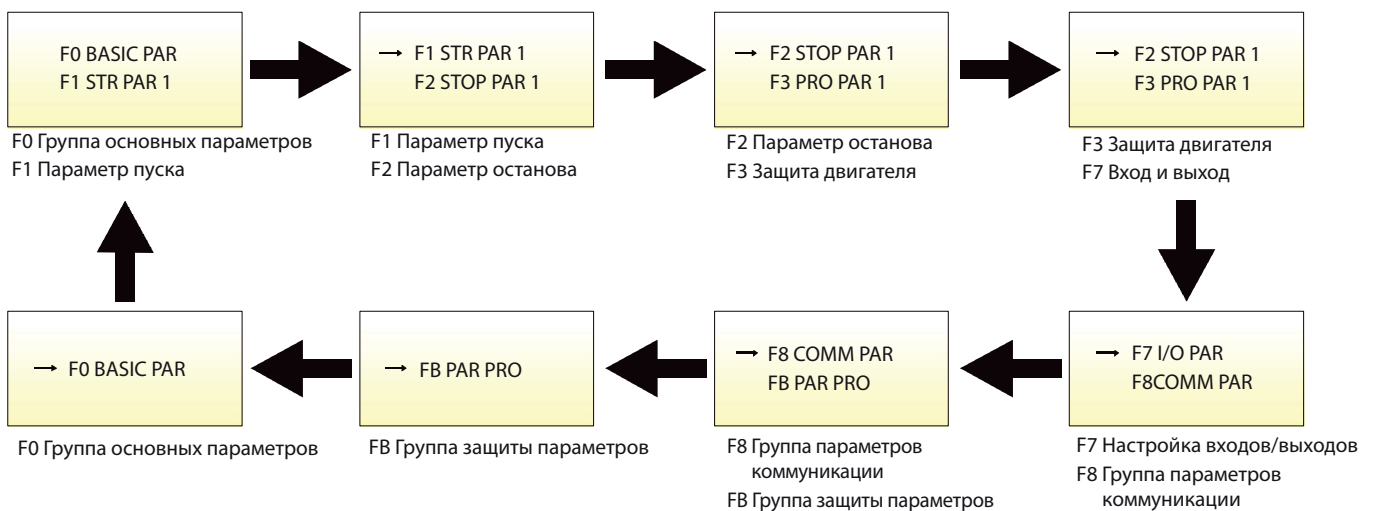 F0 BASIC PAR
F1 STR PAR 1
F0 Группа основных параметров
F1 Параметр пуска
→ F1 STR PAR 1
F2 STOP PAR 1
F1 Параметр пуска
F2 Параметр останова
→ F2 STOP PAR 1
F3 PRO PAR 1
F2 Параметр останова
F3 Защита двигателя
→ F2 STOP PAR 1
F3 PRO PAR 1
F3 Защита двигателя
F7 Вход и выход
→ F0 BASIC PAR
F0 Группа основных параметров
→ FB PAR PRO
FB Группа защиты параметров
→ F8 COMM PAR
FB PAR PRO
F8 Группа параметров
коммуникации
FB Группа защиты параметров
→ F7 I/O PAR
F8COMM PAR
F7 Настройка входов/выходов
F8 Группа параметров
коммуникации